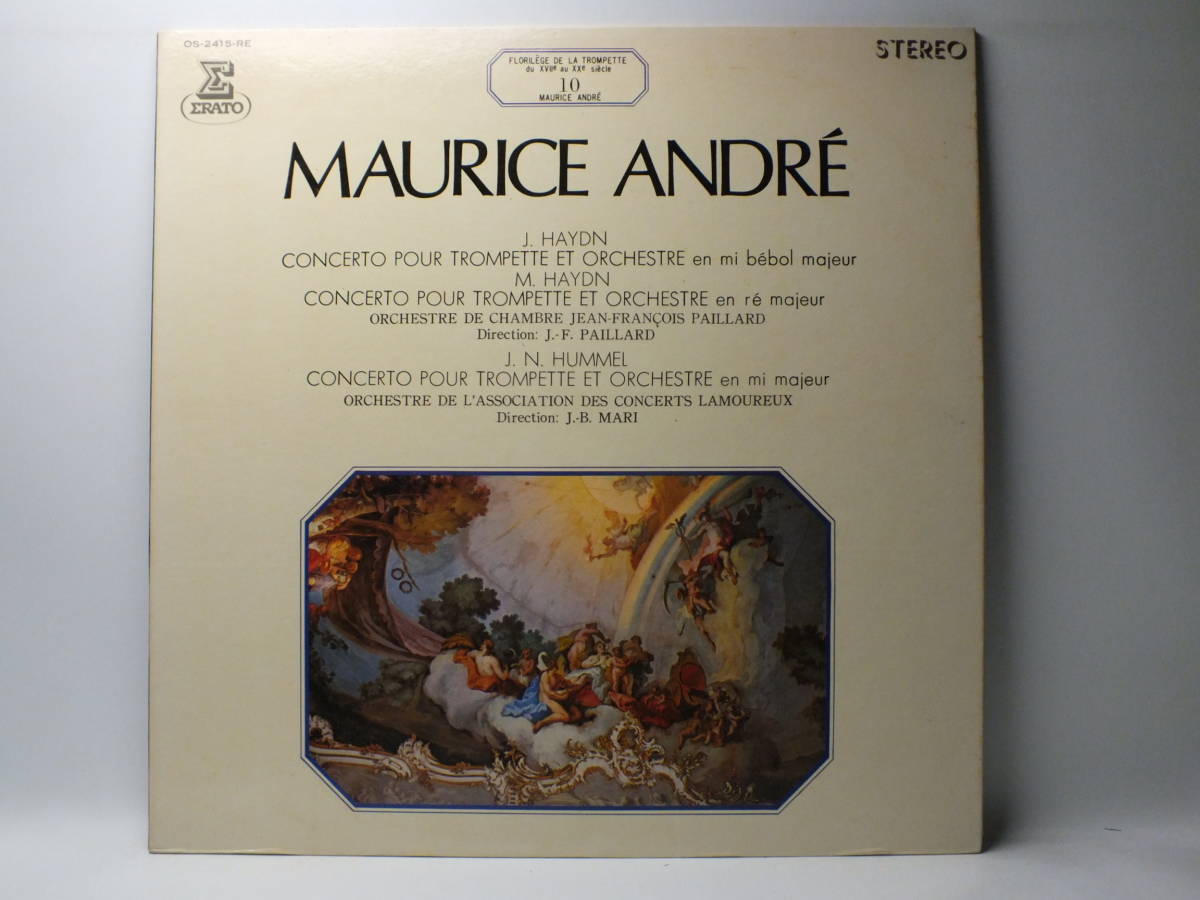 OS-2415-RE
ERATO
FLORILÈGE DE LA TROMPETTE
du XVIIe au XXe siècle
10
MAURICE ANDRÉ
STEREO
MAURICE ANDRÉ
J. HAYDN
CONCERTO POUR TROMPETTE ET ORCHESTRE en mi bébol majeur
M. HAYDN
CONCERTO POUR TROMPETTE ET ORCHESTRE en ré majeur
ORCHESTRE DE CHAMBRE JEAN-FRANÇOIS PAILLARD
Direction: J.-F. PAILLARD
J. N. HUMMEL
CONCERTO POUR TROMPETTE ET ORCHESTRE en mi majeur
ORCHESTRE DE L'ASSOCIATION DES CONCERTS LAMOUREUX
Direction: J.-B. MARI